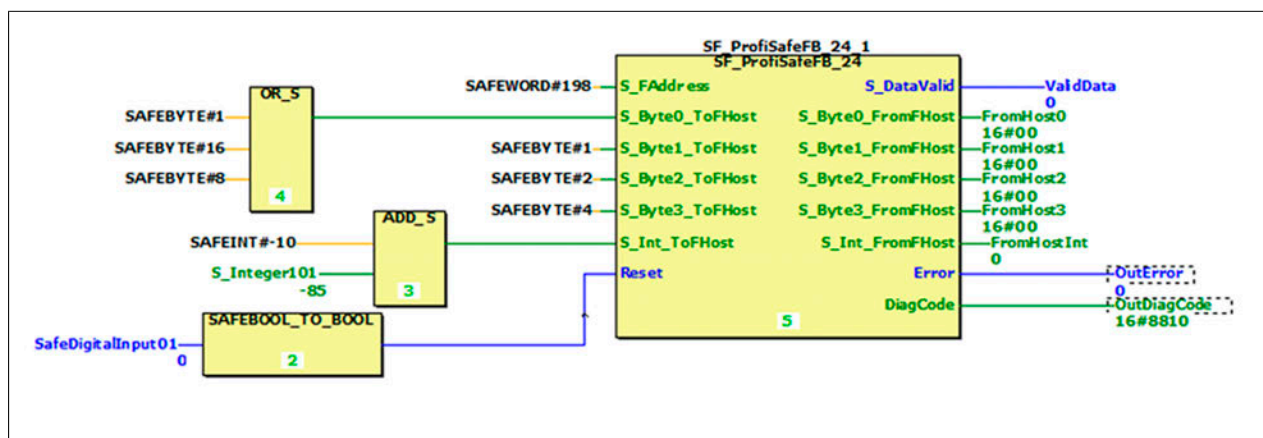 SF_ProfiSafeFB_24_1
SF_ProfiSafeFB_24
SAFEWORD#198 S_FAddress S_DataValid ValidData
0
OR_S
SAFEBYTE#1 S_Byte0_ToFHost S_Byte0_FromFHost FromHost0
16#00
SAFEBYTE#16 SAFEBYTE#1 S_Byte1_ToFHost S_Byte1_FromFHost FromHost1
16#00
SAFEBYTE#8 SAFEBYTE#2 S_Byte2_ToFHost S_Byte2_FromFHost FromHost2
16#00
4
SAFEBYTE#4 S_Byte3_ToFHost S_Byte3_FromFHost FromHost3
16#00
ADD_S
SAFEINT#-10 S_Int_ToFHost S_Int_FromFHost FromHostInt
0
S_Integer101 Reset Error OutError
-85 3 0
DiagCode OutDiagCode
16#8810
5
SAFEBOOL_TO_BOOL
SafeDigitalInput01
0 2